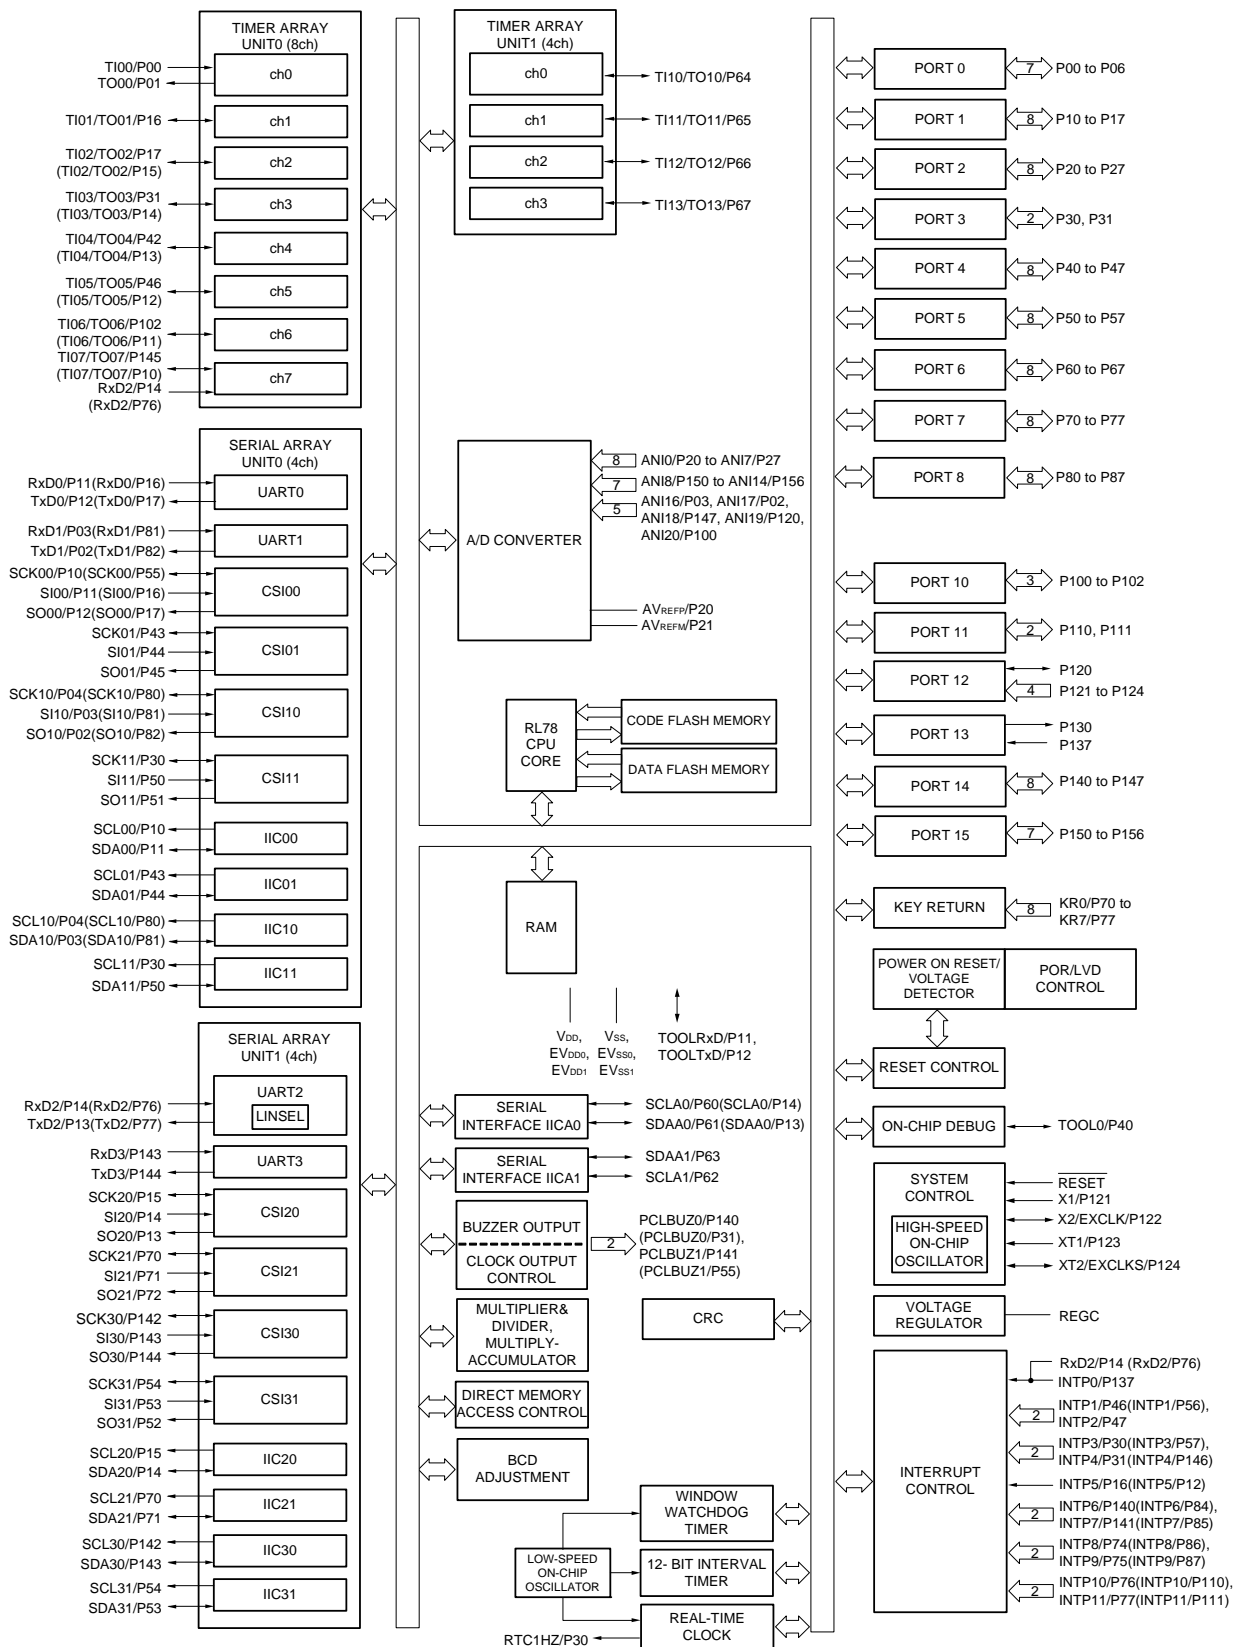 TIMER ARRAY
UNIT0 (8ch)
TI00/P00
TO00/P01
ch0
TI01/TO01/P16
ch1
TI02/TO02/P17
(TI02/TO02/P15)
ch2
TI03/TO03/P31
(TI03/TO03/P14)
ch3
TI04/TO04/P42
(TI04/TO04/P13)
ch4
TI05/TO05/P46
(TI05/TO05/P12)
ch5
TI06/TO06/P102
(TI06/TO06/P11)
ch6
TI07/TO07/P145
(TI07/TO07/P10)
ch7
RxD2/P14
(RxD2/P76)
SERIAL ARRAY
UNIT0 (4ch)
RxD0/P11(RxD0/P16)
TxD0/P12(TxD0/P17)
UART0
RxD1/P03(RxD1/P81)
TxD1/P02(TxD1/P82)
UART1
SCK00/P10(SCK00/P55)
SI00/P11(SI00/P16)
SO00/P12(SO00/P17)
CSI00
SCK01/P43
SI01/P44
SO01/P45
CSI01
SCK10/P04(SCK10/P80)
SI10/P03(SI10/P81)
SO10/P02(SO10/P82)
CSI10
SCK11/P30
SI11/P50
SO11/P51
CSI11
SCL00/P10
SDA00/P11
IIC00
SCL01/P43
SDA01/P44
IIC01
SCL10/P04(SCL10/P80)
SDA10/P03(SDA10/P81)
IIC10
SCL11/P30
SDA11/P50
IIC11
SERIAL ARRAY
UNIT1 (4ch)
RxD2/P14(RxD2/P76)
TxD2/P13(TxD2/P77)
UART2
LINSEL
RxD3/P143
TxD3/P144
UART3
SCK20/P15
SI20/P14
SO20/P13
CSI20
SCK21/P70
SI21/P71
SO21/P72
CSI21
SCK30/P142
SI30/P143
SO30/P144
CSI30
SCK31/P54
SI31/P53
SO31/P52
CSI31
SCL20/P15
SDA20/P14
IIC20
SCL21/P70
SDA21/P71
IIC21
SCL30/P142
SDA30/P143
IIC30
SCL31/P54
SDA31/P53
IIC31
TIMER ARRAY
UNIT1 (4ch)
ch0
TI10/TO10/P64
ch1
TI11/TO11/P65
ch2
TI12/TO12/P66
ch3
TI13/TO13/P67
A/D CONVERTER
8 ANI0/P20 to ANI7/P27
7 ANI8/P150 to ANI14/P156
5 ANI16/P03, ANI17/P02,
ANI18/P147, ANI19/P120,
ANI20/P100
AVREFP/P20
AVREFM/P21
RL78
CPU
CORE
CODE FLASH MEMORY
DATA FLASH MEMORY
RAM
VDD,
EVDD0,
EVDD1
VSS,
EVSS0,
EVSS1
TOOLRxD/P11,
TOOLTxD/P12
SERIAL
INTERFACE IICA0
SCLA0/P60(SCLA0/P14)
SDAA0/P61(SDAA0/P13)
SERIAL
INTERFACE IICA1
SDAA1/P63
SCLA1/P62
BUZZER OUTPUT
CLOCK OUTPUT
CONTROL
2
PCLBUZ0/P140
(PCLBUZ0/P31),
PCLBUZ1/P141
(PCLBUZ1/P55)
MULTIPLIER&
DIVIDER,
MULTIPLY-
ACCUMULATOR
CRC
DIRECT MEMORY
ACCESS CONTROL
BCD
ADJUSTMENT
WINDOW
WATCHDOG
TIMER
LOW-SPEED
ON-CHIP
OSCILLATOR
12- BIT INTERVAL
TIMER
REAL-TIME
CLOCK
RTC1HZ/P30
PORT 0
7 P00 to P06
PORT 1
8 P10 to P17
PORT 2
8 P20 to P27
PORT 3
2 P30, P31
PORT 4
8 P40 to P47
PORT 5
8 P50 to P57
PORT 6
8 P60 to P67
PORT 7
8 P70 to P77
PORT 8
8 P80 to P87
PORT 10
3 P100 to P102
PORT 11
2 P110, P111
PORT 12
P120
4 P121 to P124
PORT 13
P130
P137
PORT 14
8 P140 to P147
PORT 15
7 P150 to P156
KEY RETURN
8 KR0/P70 to
KR7/P77
POWER ON RESET/
VOLTAGE
DETECTOR
POR/LVD
CONTROL
RESET CONTROL
ON-CHIP DEBUG
TOOL0/P40
SYSTEM
CONTROL
HIGH-SPEED
ON-CHIP
OSCILLATOR
RESET
X1/P121
X2/EXCLK/P122
XT1/P123
XT2/EXCLKS/P124
VOLTAGE
REGULATOR
REGC
INTERRUPT
CONTROL
RxD2/P14 (RxD2/P76)
INTP0/P137
2 INTP1/P46(INTP1/P56),
INTP2/P47
2 INTP3/P30(INTP3/P57),
INTP4/P31(INTP4/P146)
INTP5/P16(INTP5/P12)
2 INTP6/P140(INTP6/P84),
INTP7/P141(INTP7/P85)
2 INTP8/P74(INTP8/P86),
INTP9/P75(INTP9/P87)
2 INTP10/P76(INTP10/P110),
INTP11/P77(INTP11/P111)